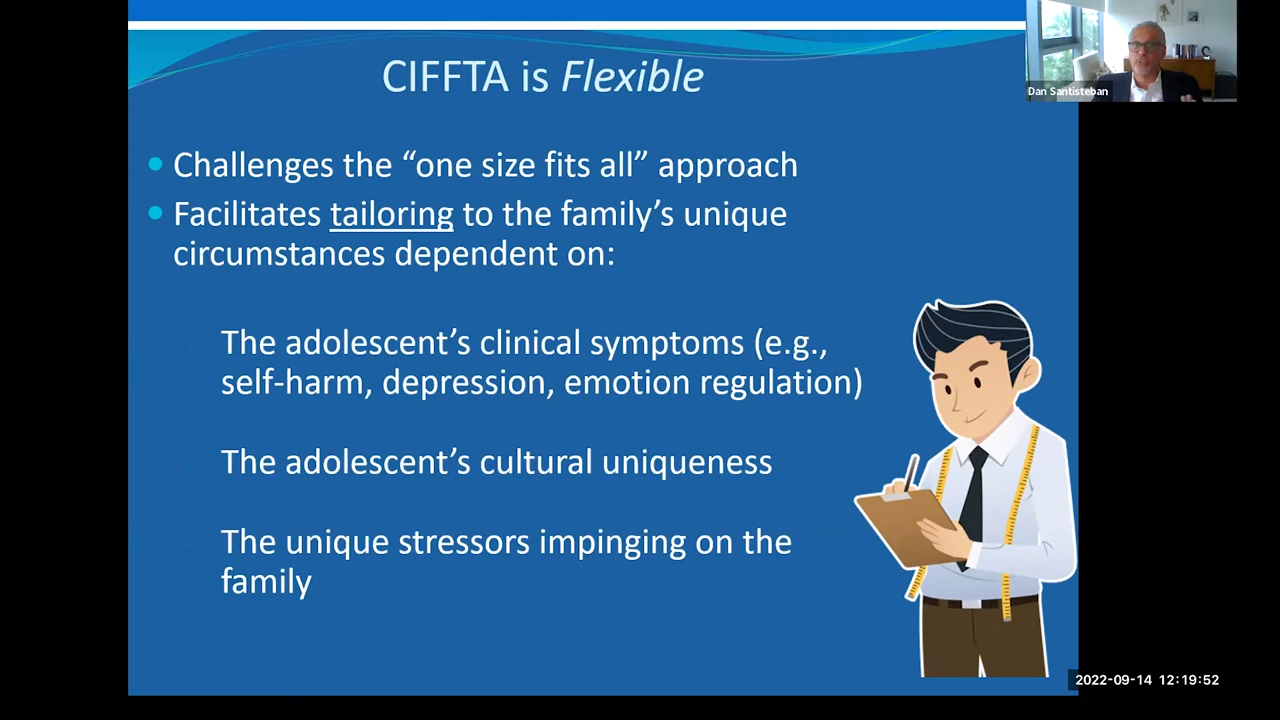 CIFFTA is Flexible
Dan Santisteban
Challenges the “one size fits all” approach
Facilitates tailoring to the family’s unique
circumstances dependent on:
The adolescent’s clinical symptoms (e.g.,
self-harm, depression, emotion regulation)
The adolescent’s cultural uniqueness
The unique stressors impinging on the
family
2022-09-14 12:19:52